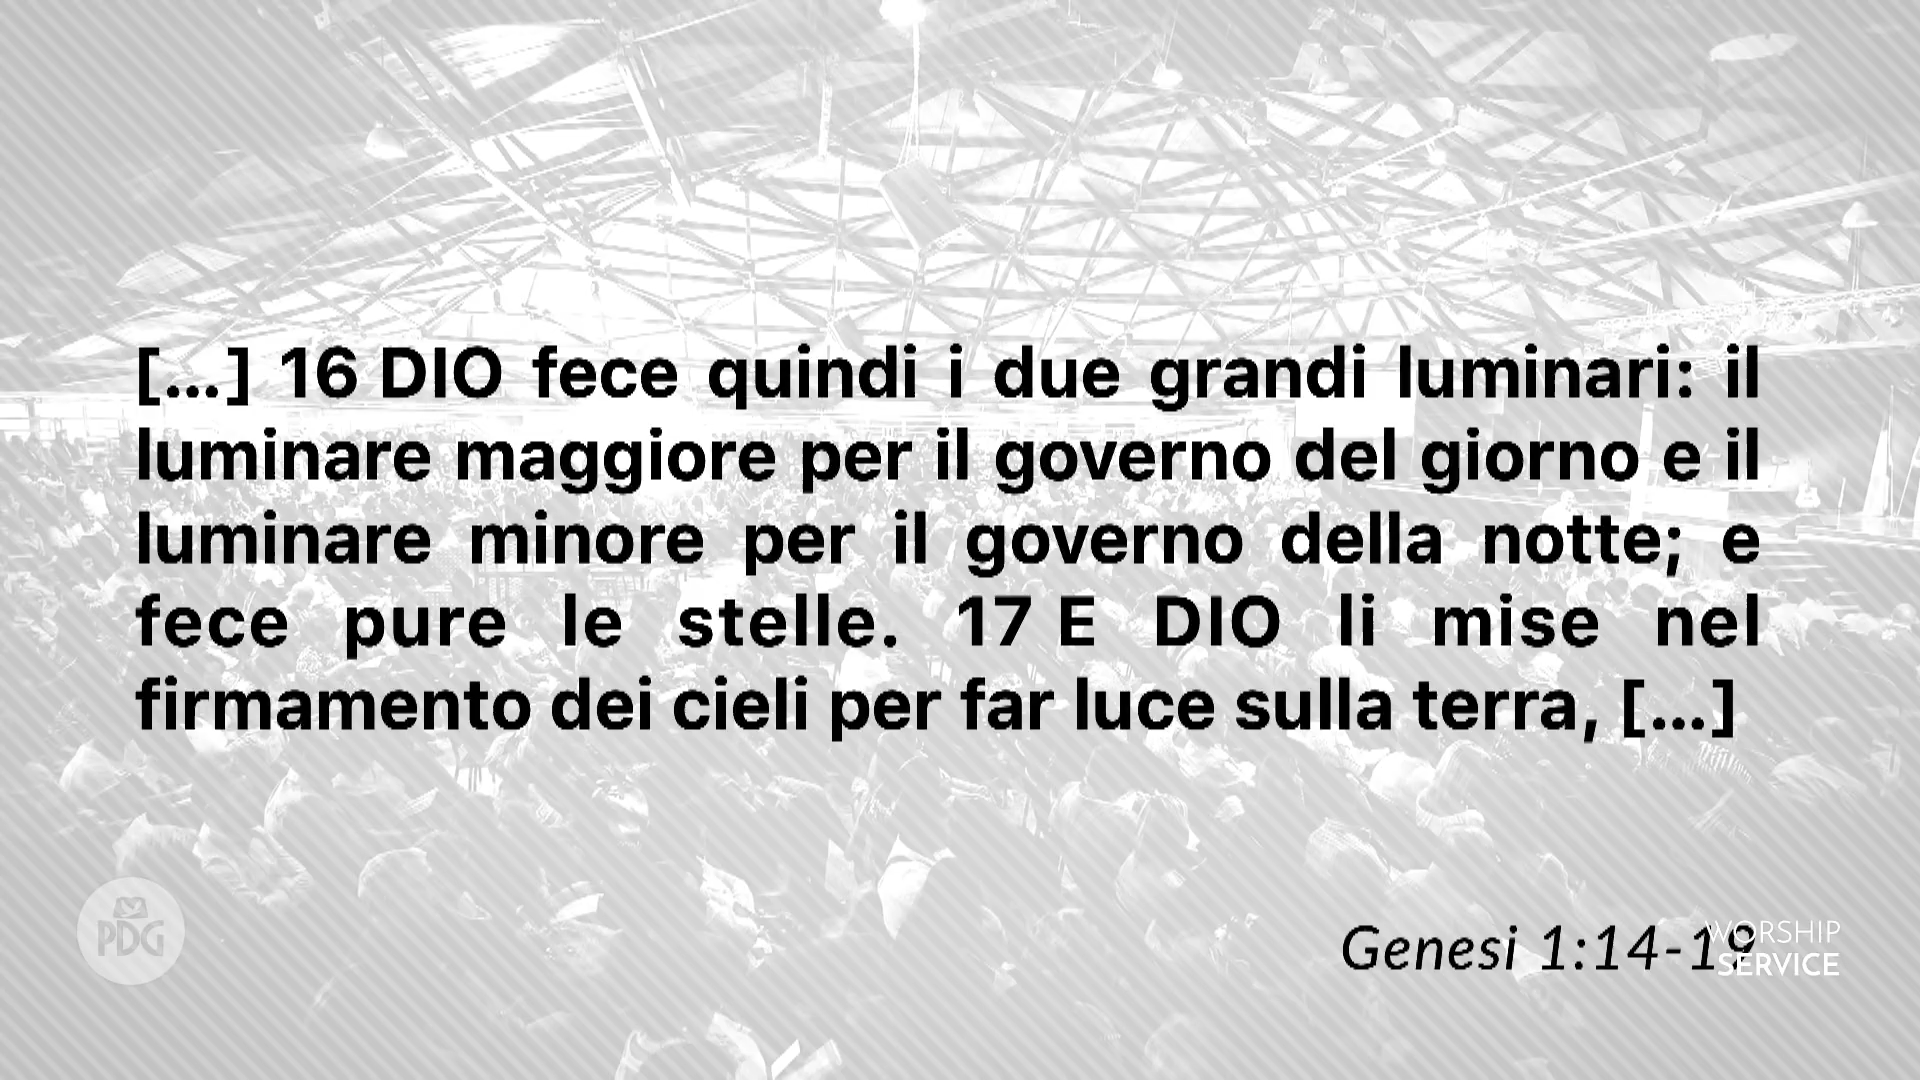 [...] 16 DIO fece quindi i due grandi luminari: il
luminare maggiore per il governo del giorno e il
luminare minore per il governo della notte; e
fece pure le stelle. 17 E DIO li mise nel
firmamento dei cieli per far luce sulla terra, [...]
PDG
Genesi 1:14-19
WORSHIP
SERVICE